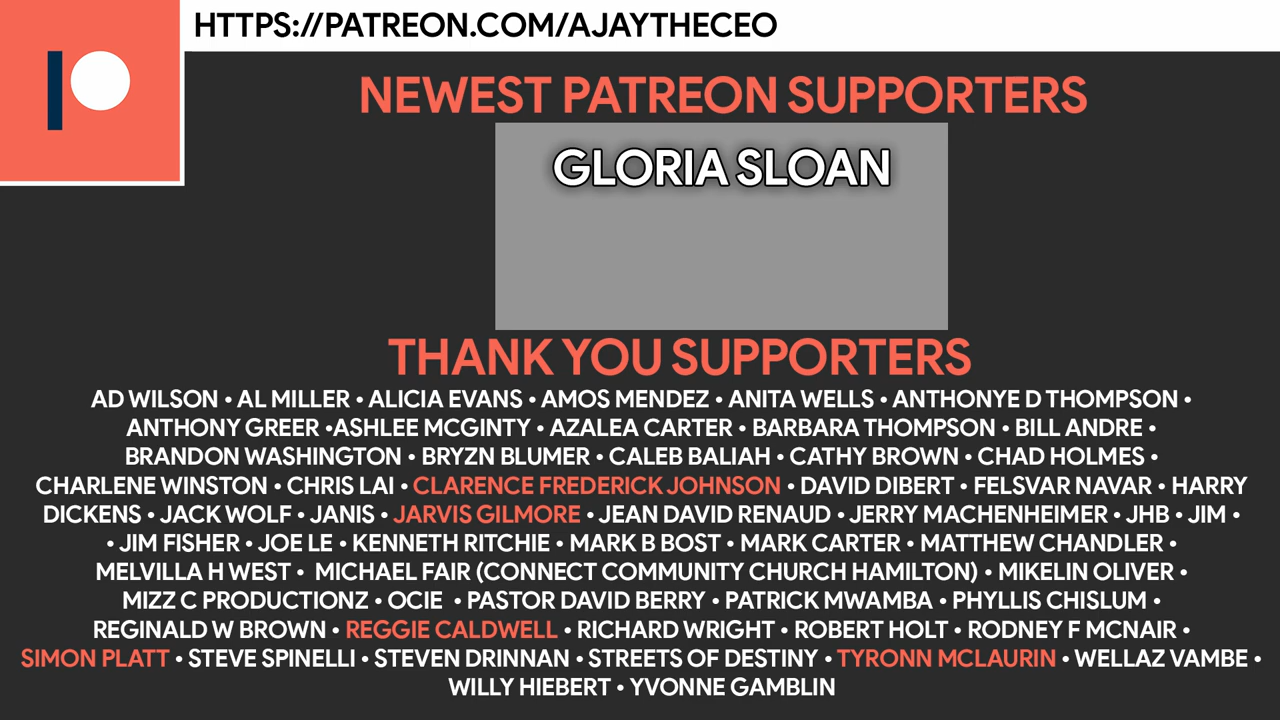 HTTPS://PATREON.COM/AJAYTHECEO
NEWEST PATREON SUPPORTERS
GLORIA SLOAN
THANK YOU SUPPORTERS
AD WILSON • AL MILLER • ALICIA EVANS • AMOS MENDEZ • ANITA WELLS • ANTHONYE D THOMPSON •
ANTHONY GREER •ASHLEE MCGINTY • AZALEA CARTER • BARBARA THOMPSON • BILL ANDRE •
BRANDON WASHINGTON • BRYZN BLUMER • CALEB BALIAH • CATHY BROWN • CHAD HOLMES •
CHARLENE WINSTON • CHRIS LAI • CLARENCE FREDERICK JOHNSON • DAVID DIBERT • FELSVAR NAVAR • HARRY
DICKENS • JACK WOLF • JANIS • JARVIS GILMORE • JEAN DAVID RENAUD • JERRY MACHENHEIMER • JHB • JIM •
• JIM FISHER • JOE LE • KENNETH RITCHIE • MARK B BOST • MARK CARTER • MATTHEW CHANDLER •
MELVILLA H WEST • MICHAEL FAIR (CONNECT COMMUNITY CHURCH HAMILTON) • MIKELIN OLIVER •
MIZZ C PRODUCTIONZ • OCIE • PASTOR DAVID BERRY • PATRICK MWAMBA • PHYLLIS CHISLUM •
REGINALD W BROWN • REGGIE CALDWELL • RICHARD WRIGHT • ROBERT HOLT • RODNEY F MCNAIR •
SIMON PLATT • STEVE SPINELLI • STEVEN DRINNAN • STREETS OF DESTINY • TYRONN MCLAURIN • WELLAZ VAMBE •
WILLY HIEBERT • YVONNE GAMBLIN